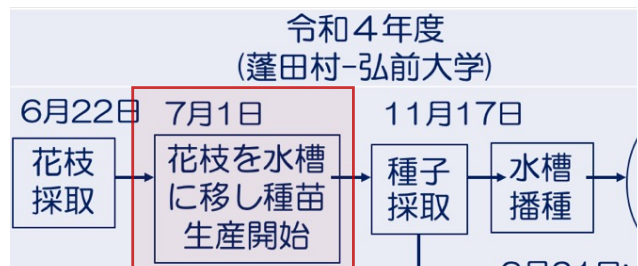 令和４年度
(蓬田村-弘前大学)
6月22日
7月1日
11月17日
花枝
採取
花枝を水槽
に移し種苗
生産開始
種子
採取
水槽
播種